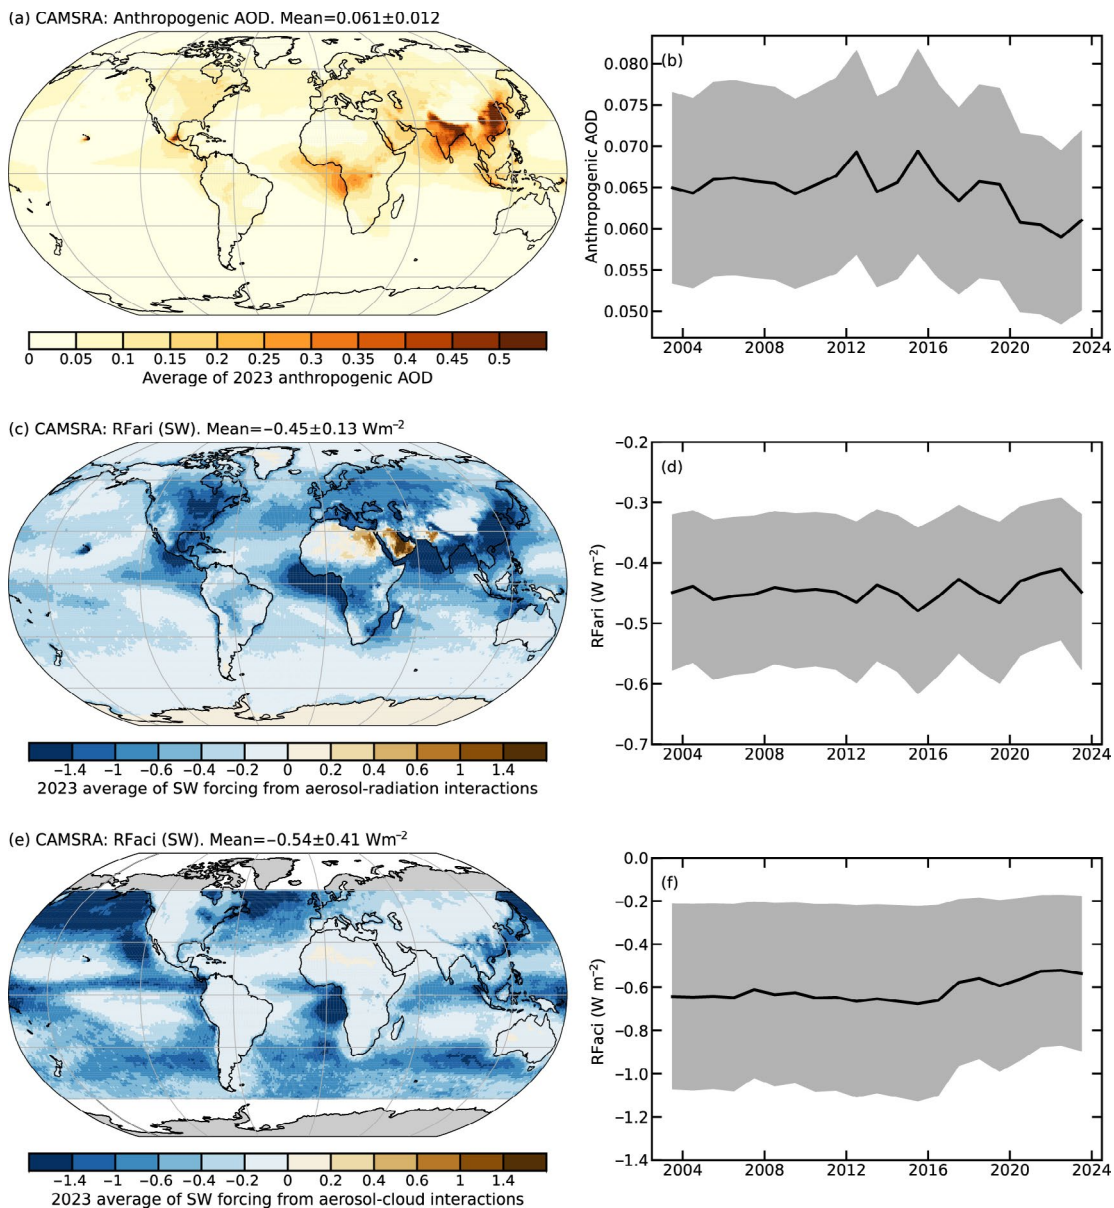 (a) CAMSRA: Anthropogenic AOD. Mean=0.061±0.012
0 0.05 0.1 0.15 0.2 0.25 0.3 0.35 0.4 0.45 0.5
Average of 2023 anthropogenic AOD
(b)
Anthropogenic AOD
0.080
0.075
0.070
0.065
0.060
0.055
0.050
2004 2008 2012 2016 2020 2024
(c) CAMSRA: RFari (SW). Mean=−0.45±0.13 Wm⁻²
−1.4 −1 −0.6 −0.4 −0.2 0 0.2 0.4 0.6 1 1.4
2023 average of SW forcing from aerosol-radiation interactions
(d)
RFari (W m⁻²)
−0.2
−0.3
−0.4
−0.5
−0.6
−0.7
2004 2008 2012 2016 2020 2024
(e) CAMSRA: RFaci (SW). Mean=−0.54±0.41 Wm⁻²
−1.4 −1 −0.6 −0.4 −0.2 0 0.2 0.4 0.6 1 1.4
2023 average of SW forcing from aerosol-cloud interactions
(f)
RFaci (W m⁻²)
0.0
−0.2
−0.4
−0.6
−0.8
−1.0
−1.2
−1.4
2004 2008 2012 2016 2020 2024